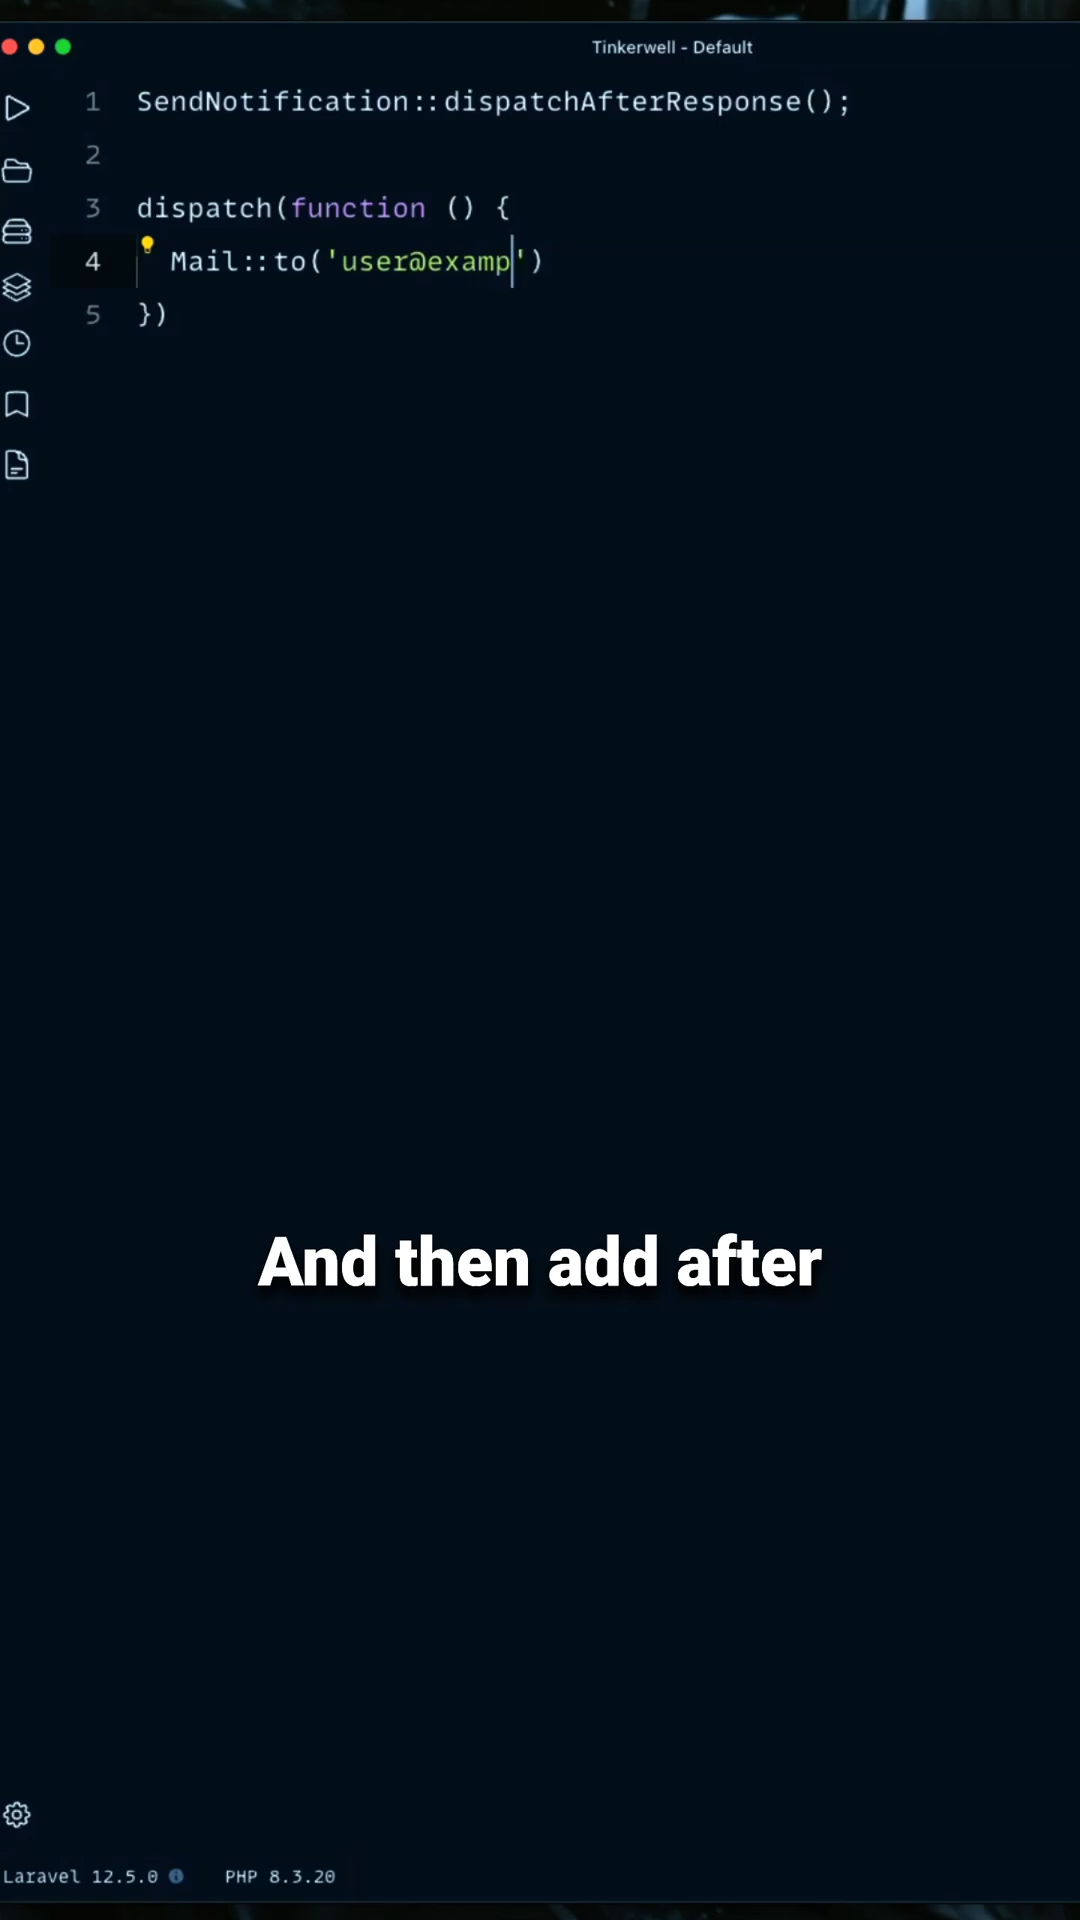 Tinkerwell - Default
1 SendNotification::dispatchAfterResponse();
2
3 dispatch(function () {
4 Mail::to('user@examp')
5 })
And then add after
Laravel 12.5.0 PHP 8.3.20